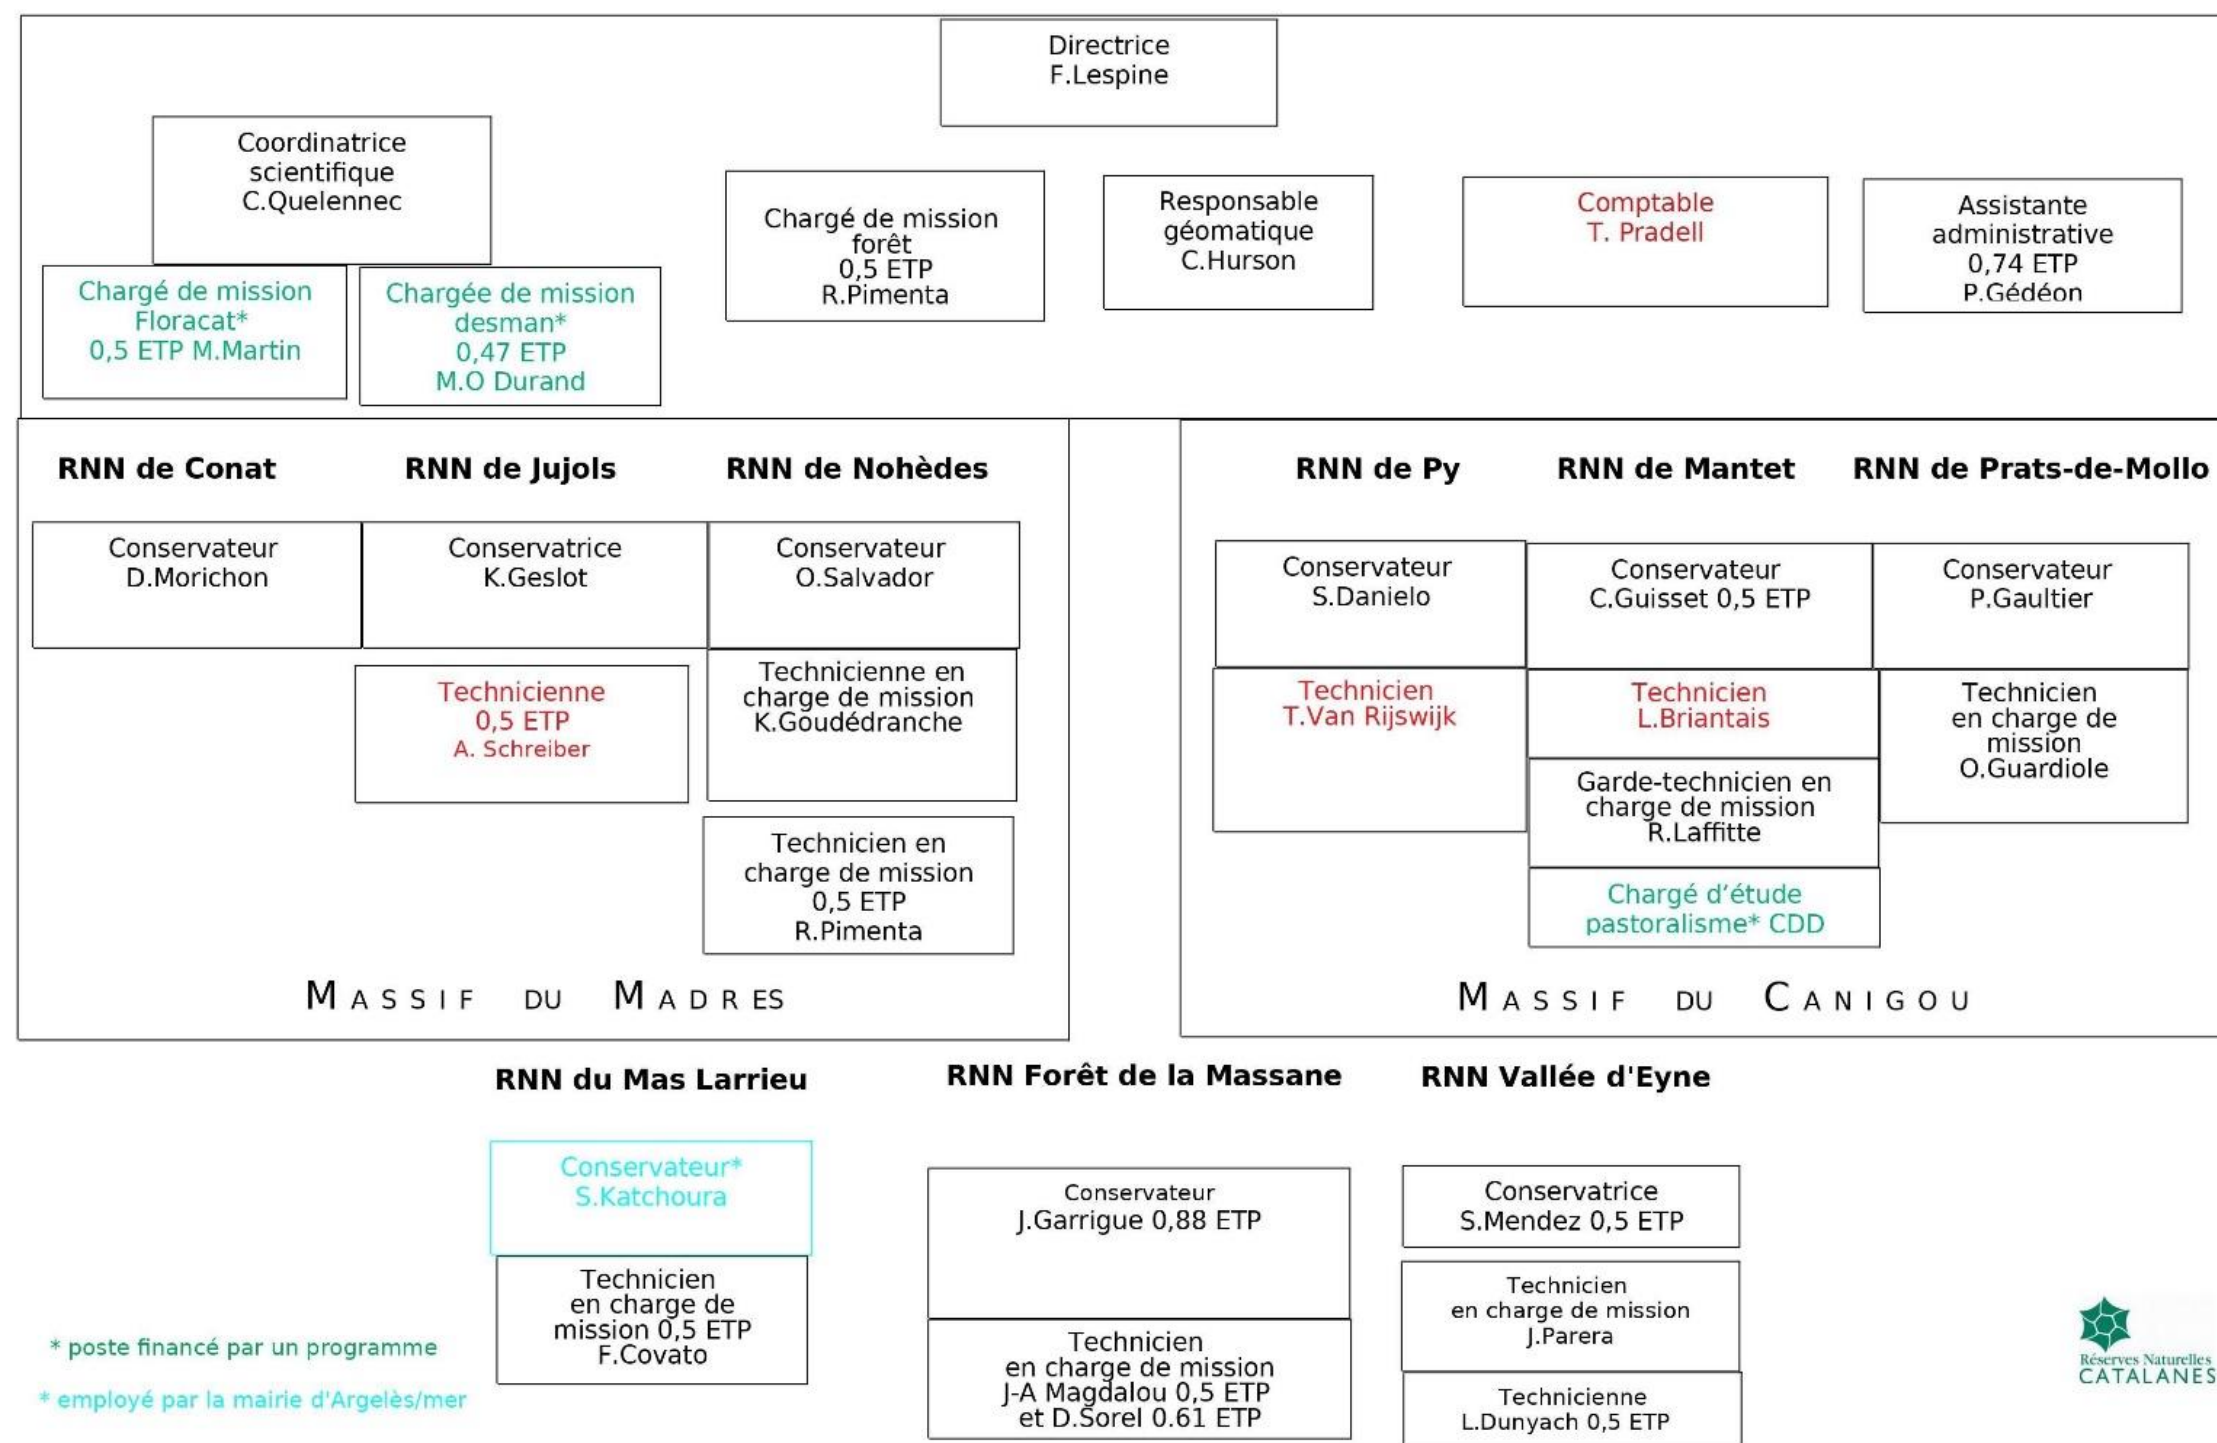 Directrice
F.Lespine
Coordinatrice
scientifique
C.Quelennec
Chargé de mission
Floracat*
0,5 ETP M.Martin
Chargée de mission
desman*
0,47 ETP
M.O Durand
Chargé de mission
forêt
0,5 ETP
R.Pimenta
Responsable
géomatique
C.Hurson
Comptable
T. Pradell
Assistante
administrative
0,74 ETP
P.Gédéon
RNN de Conat
RNN de Jujols
RNN de Nohèdes
Conservateur
D.Morichon
Conservatrice
K.Geslot
Conservateur
O.Salvador
Technicienne
0,5 ETP
A. Schreiber
Technicienne en
charge de mission
K.Goudédranche
Technicien en
charge de mission
0,5 ETP
R.Pimenta
MASSIF DU MADRES
RNN de Py
RNN de Mantet
RNN de Prats-de-Mollo
Conservateur
S.Danielo
Conservateur
C.Guisset 0,5 ETP
Conservateur
P.Gaultier
Technicien
T.Van Rijswijk
Technicien
L.Briantais
Garde-technicien en
charge de mission
R.Laffitte
Chargé d'étude
pastoralisme* CDD
Technicien
en charge de
mission
O.Guardiole
MASSIF DU CANIGOU
RNN du Mas Larrieu
RNN Forêt de la Massane
RNN Vallée d'Eyne
Conservateur*
S.Katchoura
Technicien
en charge de
mission 0,5 ETP
F.Covato
Conservateur
J.Garrigue 0,88 ETP
Technicien
en charge de mission
J-A Magdalou 0,5 ETP
et D.Sorel 0.61 ETP
Conservatrice
S.Mendez 0,5 ETP
Technicien
en charge de mission
J.Parera
Technicienne
L.Dunyach 0,5 ETP
* poste financé par un programme
* employé par la mairie d'Argelès/mer
Réserves Naturelles
CATALANES